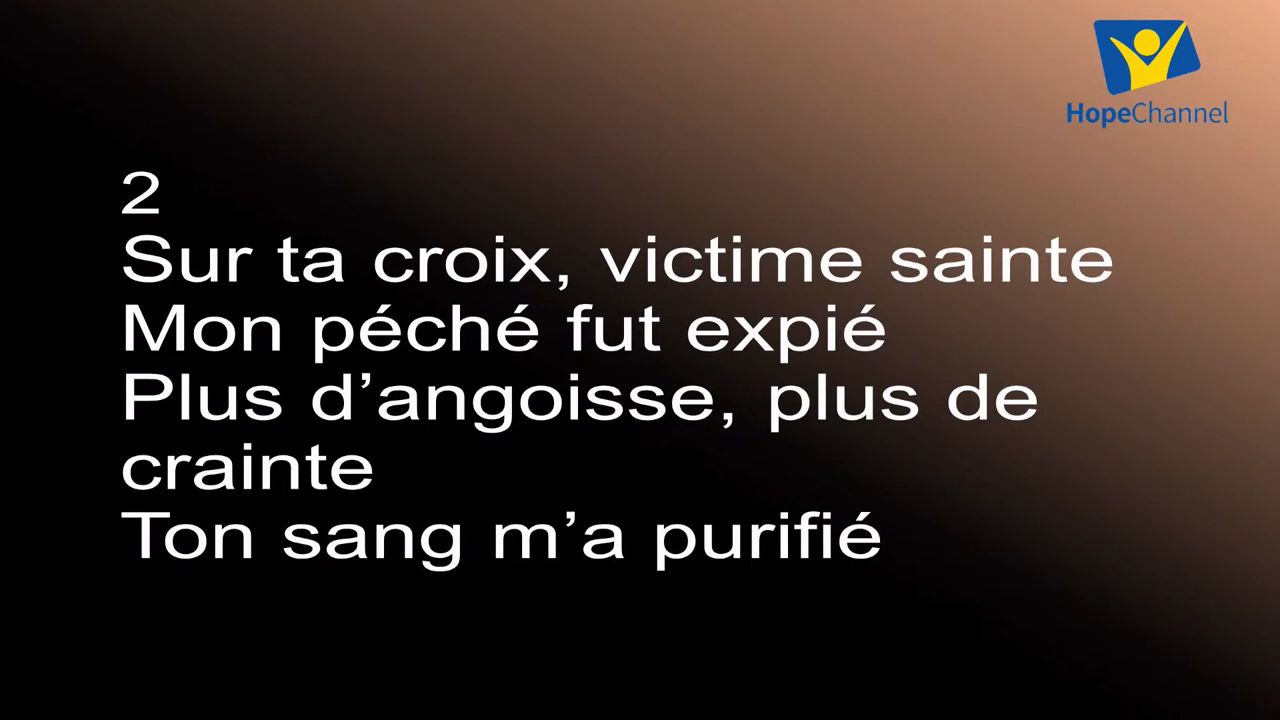 HopeChannel
2
Sur ta croix, victime sainte
Mon péché fut expié
Plus d’angoisse, plus de
crainte
Ton sang m’a purifié